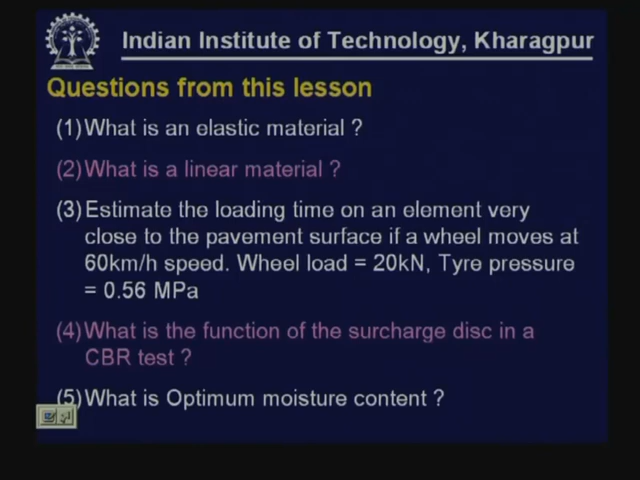 Indian Institute of Technology, Kharagpur
Questions from this lesson
(1) What is an elastic material ?
(2) What is a linear material ?
(3) Estimate the loading time on an element very
close to the pavement surface if a wheel moves at
60km/h speed. Wheel load = 20kN, Tyre pressure
= 0.56 MPa
(4) What is the function of the surcharge disc in a
CBR test ?
(5) What is Optimum moisture content ?